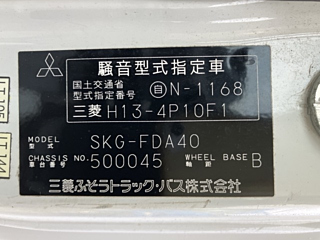 騒音型式指定車
国土交通省
型式指定番号 自N-1168
三菱 H13-4P10F1
MODEL 型式 SKG-FDA40
CHASSIS NO. 車台番号 500045 WHEEL BASE 軸距 B
三菱ふそうトラック・バス株式会社